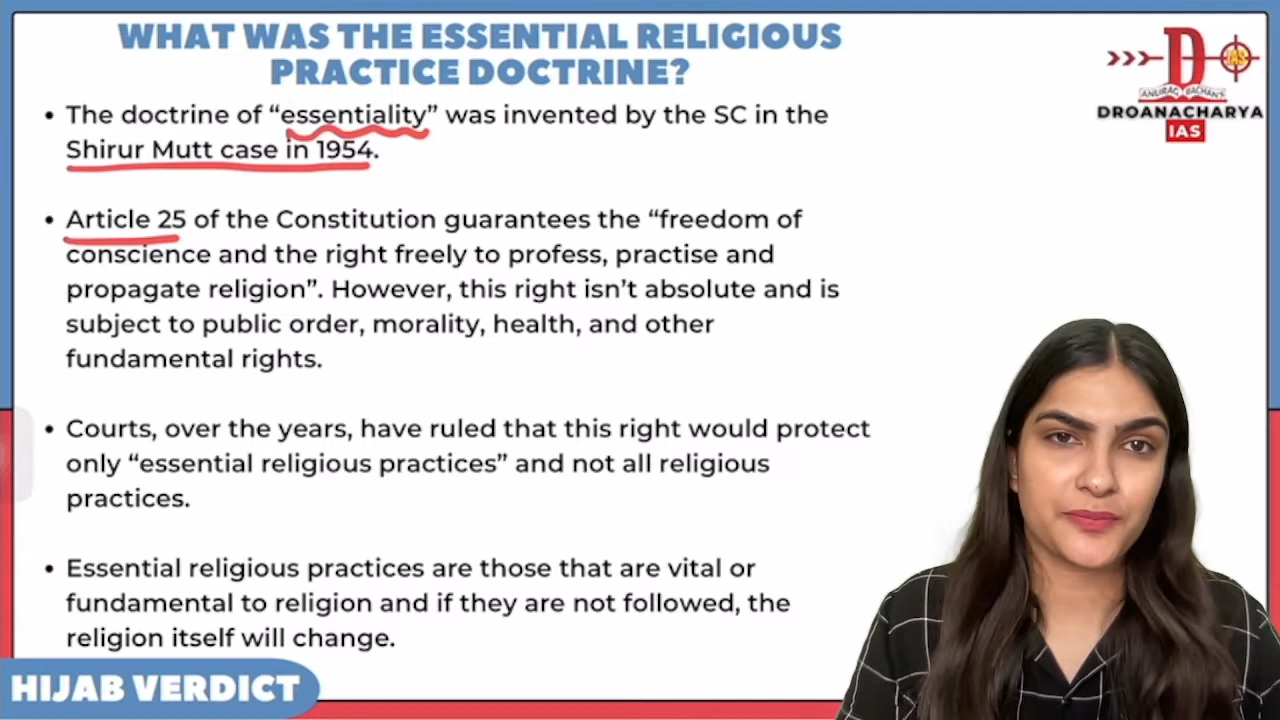 WHAT WAS THE ESSENTIAL RELIGIOUS
PRACTICE DOCTRINE?
• The doctrine of “essentiality” was invented by the SC in the
Shirur Mutt case in 1954.
• Article 25 of the Constitution guarantees the “freedom of
conscience and the right freely to profess, practise and
propagate religion”. However, this right isn’t absolute and is
subject to public order, morality, health, and other
fundamental rights.
• Courts, over the years, have ruled that this right would protect
only “essential religious practices” and not all religious
practices.
• Essential religious practices are those that are vital or
fundamental to religion and if they are not followed, the
religion itself will change.
HIJAB VERDICT
D
IAS
ANURAG BACHAN'S
DRONACHARYA
IAS